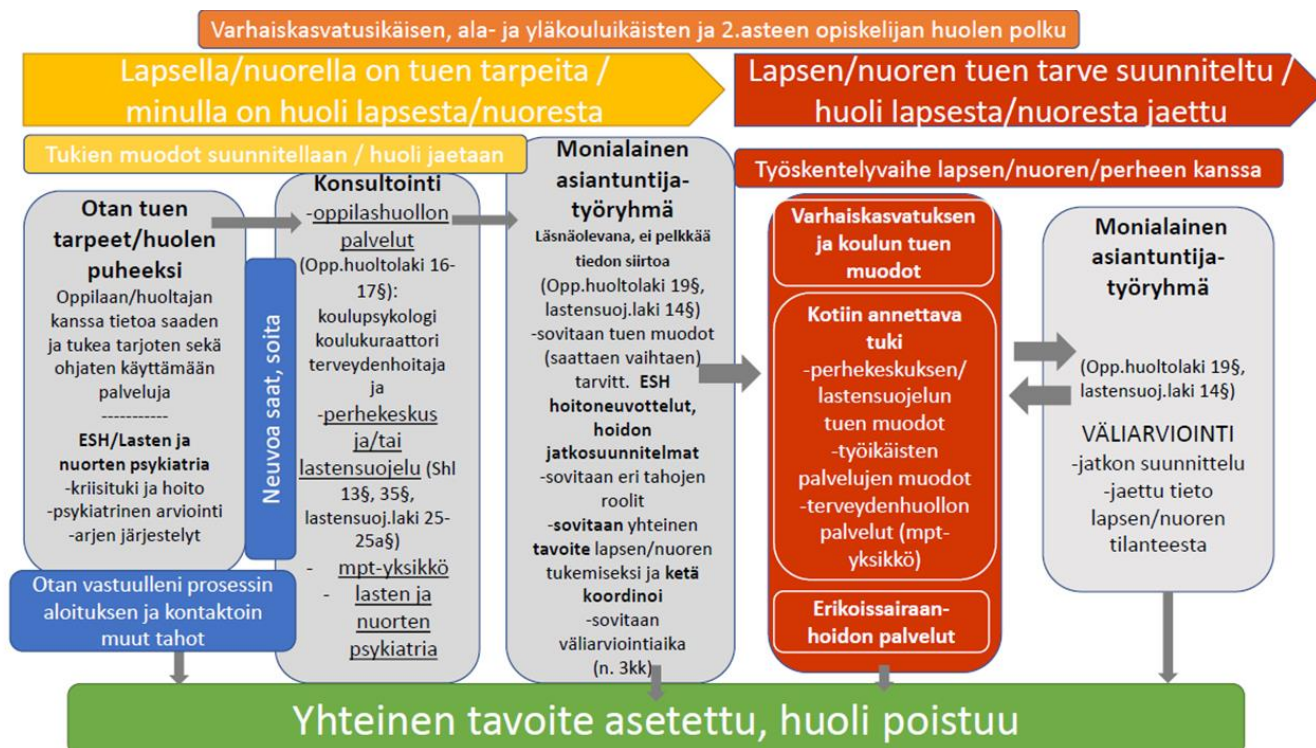 Varhaiskasvatusikäisen, ala- ja yläkouluikäisten ja 2.asteen opiskelijan huolen polku
Lapsella/nuorella on tuen tarpeita /
minulla on huoli lapsesta/nuoresta
Lapsen/nuoren tuen tarve suunniteltu /
huoli lapsesta/nuoresta jaettu
Tukien muodot suunnitellaan / huoli jaetaan
Työskentelyvaihe lapsen/nuoren/perheen kanssa
Otan tuen
tarpeet/huolen
puheeksi
Oppilaan/huoltajan
kanssa tietoa saaden
ja tukea tarjoten sekä
ohjaten käyttämään
palveluja
-----------
ESH/Lasten ja
nuorten psykiatria
-kriisituki ja hoito
-psykiatrinen arviointi
-arjen järjestelyt
Otan vastuulleni prosessin
aloituksen ja kontaktoin
muut tahot
Neuvoa saat, soita
Konsultointi
-oppilashuollon
palvelut
(Opp.huoltolaki 16-
17§):
koulupsykologi
koulukuraattori
terveydenhoitaja
ja
-perhekeskus
ja/tai
lastensuojelu (Shl
13§, 35§,
lastensuoj.laki 25-
25a§)
- mpt-yksikkö
- lasten ja
nuorten
psykiatria
Monialainen
asiantuntija-
työryhmä
Läsnäolevana, ei pelkkää
tiedon siirtoa
(Opp.huoltolaki 19§,
lastensuoj.laki 14§)
-sovitaan tuen muodot
(saattaen vaihtaen)
tarvitt. ESH
hoitoneuvottelut,
hoidon
jatkosuunnitelmat
-sovitaan eri tahojen
roolit
-sovitaan yhteinen
tavoite lapsen/nuoren
tukemiseksi ja ketä
koordinoi
-sovitaan
väliarviointiaika
(n. 3kk)
Varhaiskasvatuksen
ja koulun tuen
muodot
Kotiin annettava
tuki
-perhekeskuksen/
lastensuojelun
tuen muodot
-työikäisten
palvelujen muodot
-terveydenhuollon
palvelut (mpt-
yksikkö)
Erikoissairaan-
hoidon palvelut
Monialainen
asiantuntija-
työryhmä
(Opp.huoltolaki 19§,
lastensuoj.laki 14§)
VÄLIARVIOINTI
-jatkon suunnittelu
-jaettu tieto
lapsen/nuoren
tilanteesta
Yhteinen tavoite asetettu, huoli poistuu